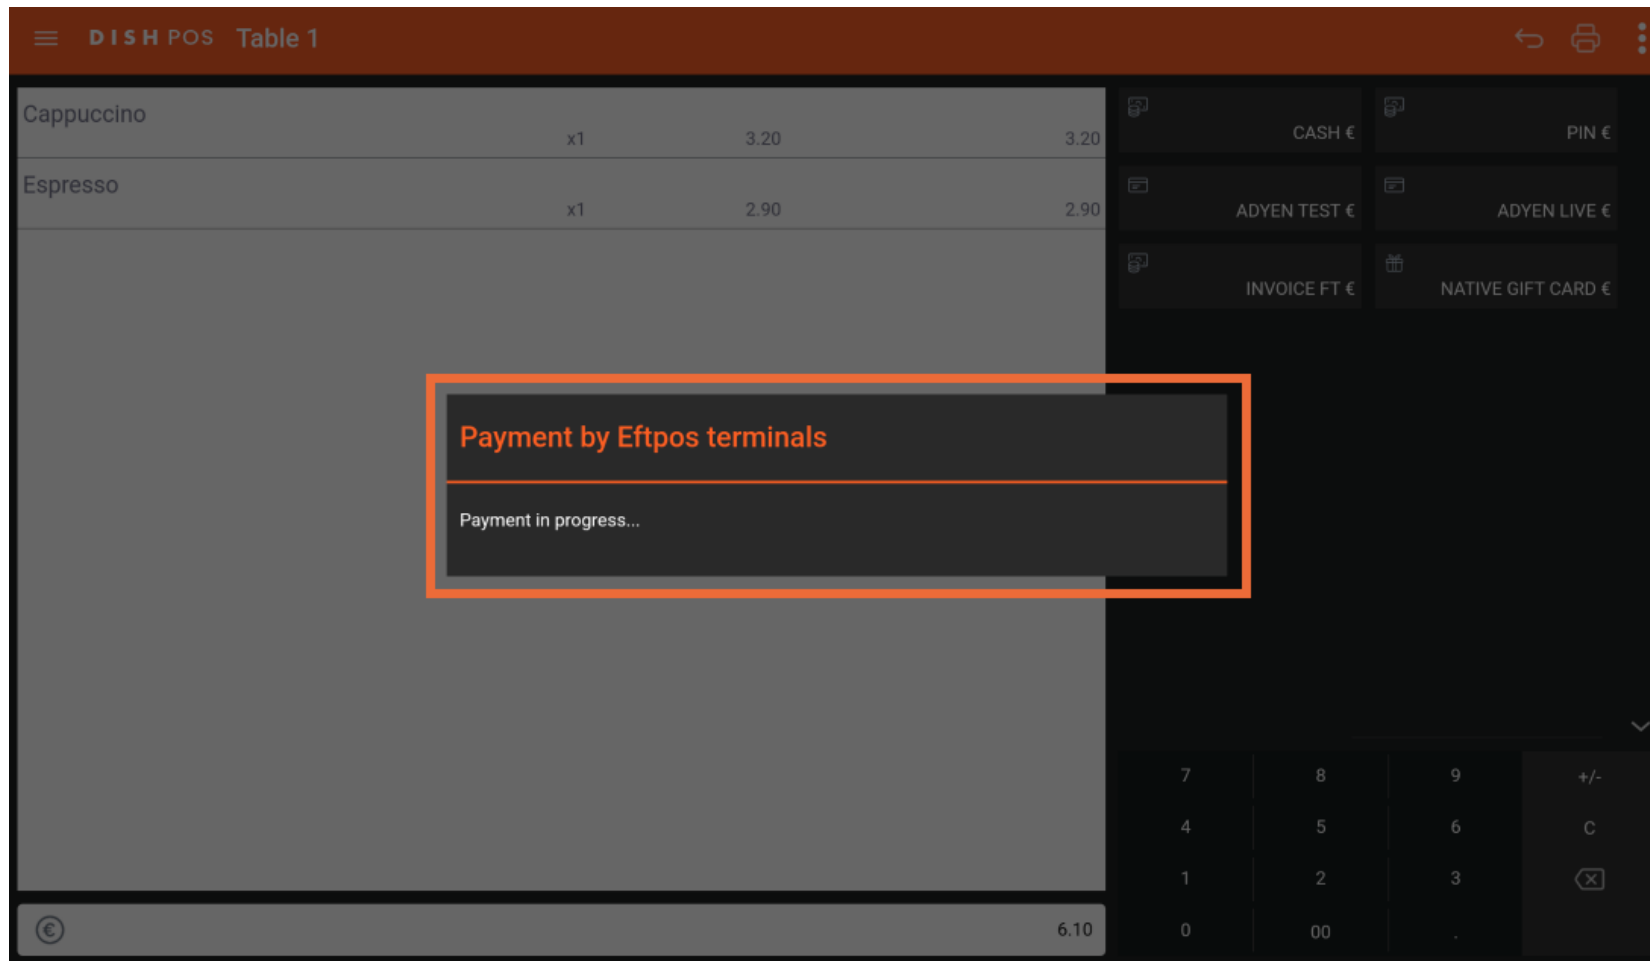 DISH POS Table 1
Cappuccino
x1 3.20 3.20
Espresso
x1 2.90 2.90
CASH € PIN €
ADYEN TEST € ADYEN LIVE €
INVOICE FT € NATIVE GIFT CARD €
Payment by Eftpos terminals
Payment in progress...
7 8 9 +/-
4 5 6 C
1 2 3
0 00 .
€ 6.10